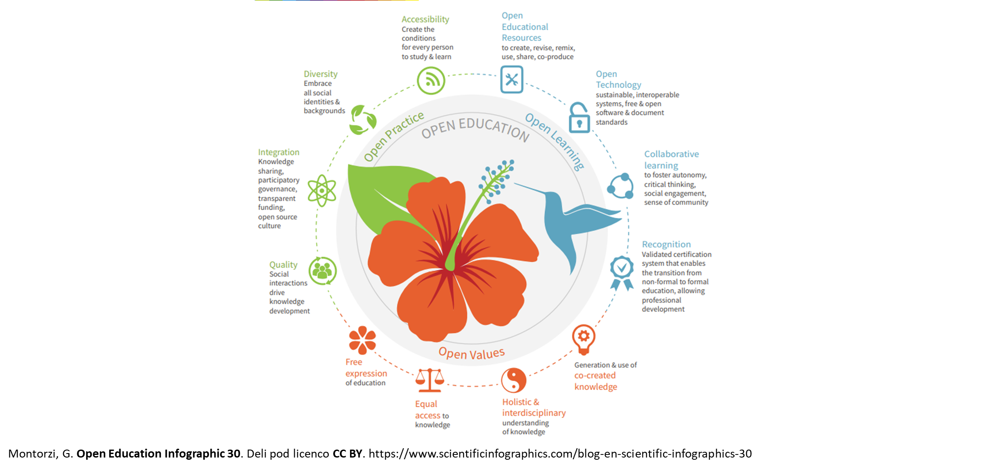 Accessibility
Create the
conditions
for every person
to study & learn
Open
Educational
Resources
to create, revise, remix,
use, share, co-produce
Diversity
Embrace
all social
identities &
backgrounds
Open
Technology
sustainable, interoperable
systems, free & open
software & document
standards
Open Practice
OPEN EDUCATION
Open Learning
Integration
Knowledge
sharing,
participatory
governance,
transparent
funding,
open source
culture
Collaborative
learning
to foster autonomy,
critical thinking,
social engagement,
sense of community
Quality
Social
interactions
drive
knowledge
development
Recognition
Validated certification
system that enables
the transition from
non-formal to formal
education, allowing
professional
development
Open Values
Free
expression
of education
Equal
access to
knowledge
Holistic &
interdisciplinary
understanding
of knowledge
Generation & use of
co-created
knowledge
Montorzi, G. Open Education Infographic 30. Deli pod licenco CC BY. https://www.scientificinfographics.com/blog-en-scientific-infographics-30